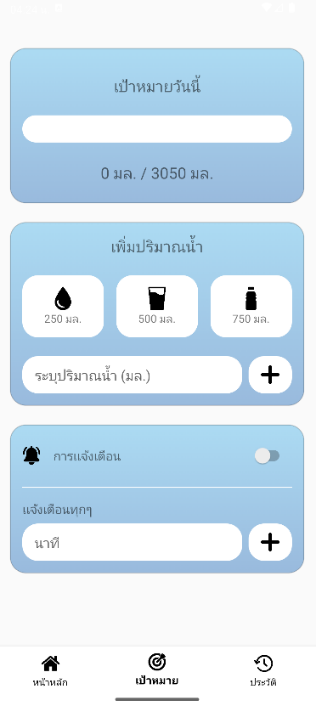 เป้าหมายวันนี้
0 มล. / 3050 มล.
เพิ่มปริมาณน้ำ
250 มล.
500 มล.
750 มล.
ระบุปริมาณน้ำ (มล.)
การแจ้งเตือน
แจ้งเตือนทุกๆ
นาที
หน้าหลัก
เป้าหมาย
ประวัติ